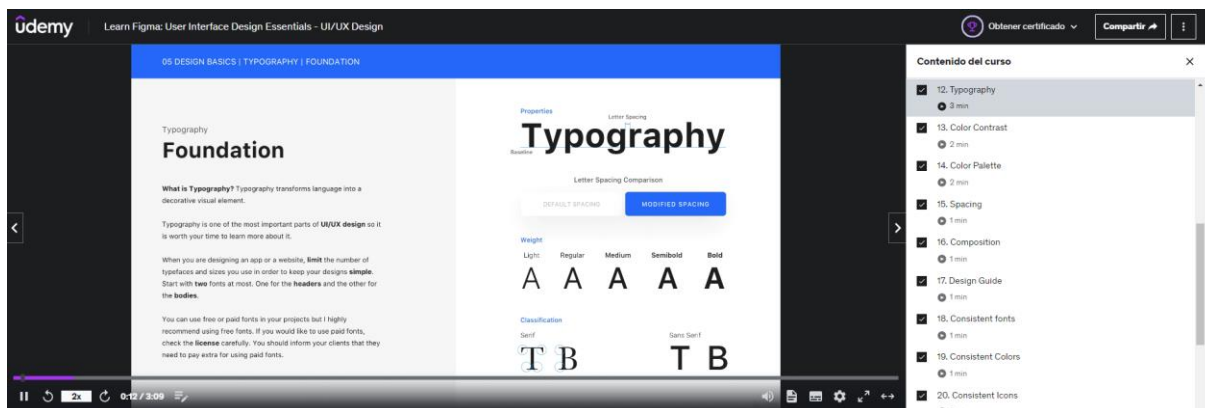 ûdemy
Learn Figma: User Interface Design Essentials - UI/UX Design
Obtener certificado
Compartir
05 DESIGN BASICS | TYPOGRAPHY | FOUNDATION
Typography
Foundation
What is Typography? Typography transforms language into a
decorative visual element.
Typography is one of the most important parts of UI/UX design so it
is worth your time to learn more about it.
When you are designing an app or a website, limit the number of
typefaces and sizes you use in order to keep your designs simple.
Start with two fonts at most. One for the headers and the other for
the bodies.
You can use free or paid fonts in your projects but I highly
recommend using free fonts. If you would like to use paid fonts,
check the license carefully. You should inform your clients that they
need to pay extra for using paid fonts.
Properties
Letter Spacing
Typography
Baseline
Letter Spacing Comparison
DEFAULT SPACING
MODIFIED SPACING
Weight
Light Regular Medium Semibold Bold
A A A A A
Classification
Serif Sans Serif
T B T B
2x 0:12 / 3:09
Contenido del curso
12. Typography
3 min
13. Color Contrast
2 min
14. Color Palette
2 min
15. Spacing
1 min
16. Composition
1 min
17. Design Guide
1 min
18. Consistent fonts
1 min
19. Consistent Colors
1 min
20. Consistent Icons